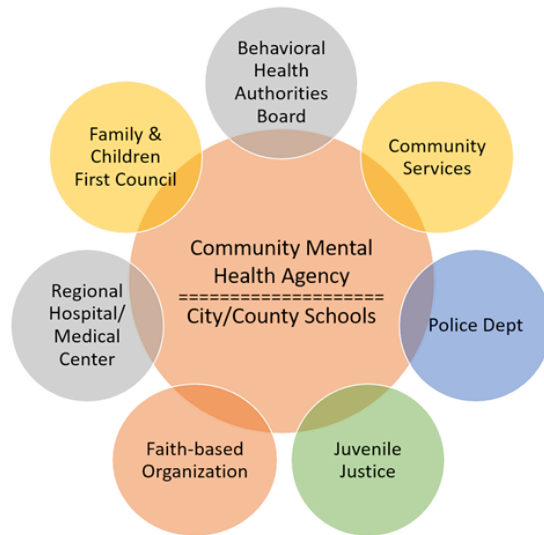 Behavioral
Health
Authorities
Board
Family &
Children
First Council
Community
Services
Community Mental
Health Agency
====================
City/County Schools
Regional
Hospital/
Medical
Center
Police Dept
Faith-based
Organization
Juvenile
Justice